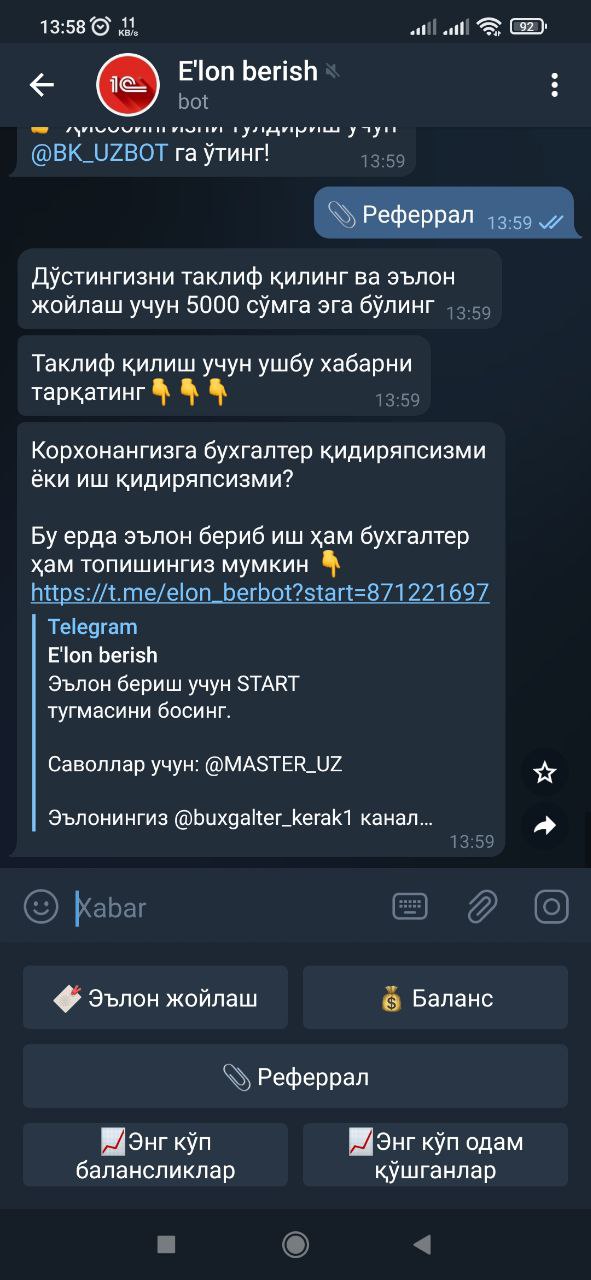 13:58 11 KB/s 92
E'lon berish
bot
Ҳисобингизни тўлдириш учун
@BK_UZBOT га ўтинг! 13:59
Реферрал 13:59
Дўстингизни таклиф қилинг ва эълон
жойлаш учун 5000 сўмга эга бўлинг 13:59
Таклиф қилиш учун ушбу хабарни
тарқатинг👇👇👇 13:59
Корхонангизга бухгалтер қидиряпсизми
ёки иш қидиряпсизми?
Бу ерда эълон бериб иш ҳам бухгалтер
ҳам топишингиз мумкин 👇
https://t.me/elon_berbot?start=871221697
Telegram
E'lon berish
Эълон бериш учун START
тугмасини босинг.
Саволлар учун: @MASTER_UZ
Эълонингиз @buxgalter_kerak1 канал...
13:59
Xabar
Эълон жойлаш
Баланс
Реферрал
Энг кўп
балансликлар
Энг кўп одам
қўшганлар